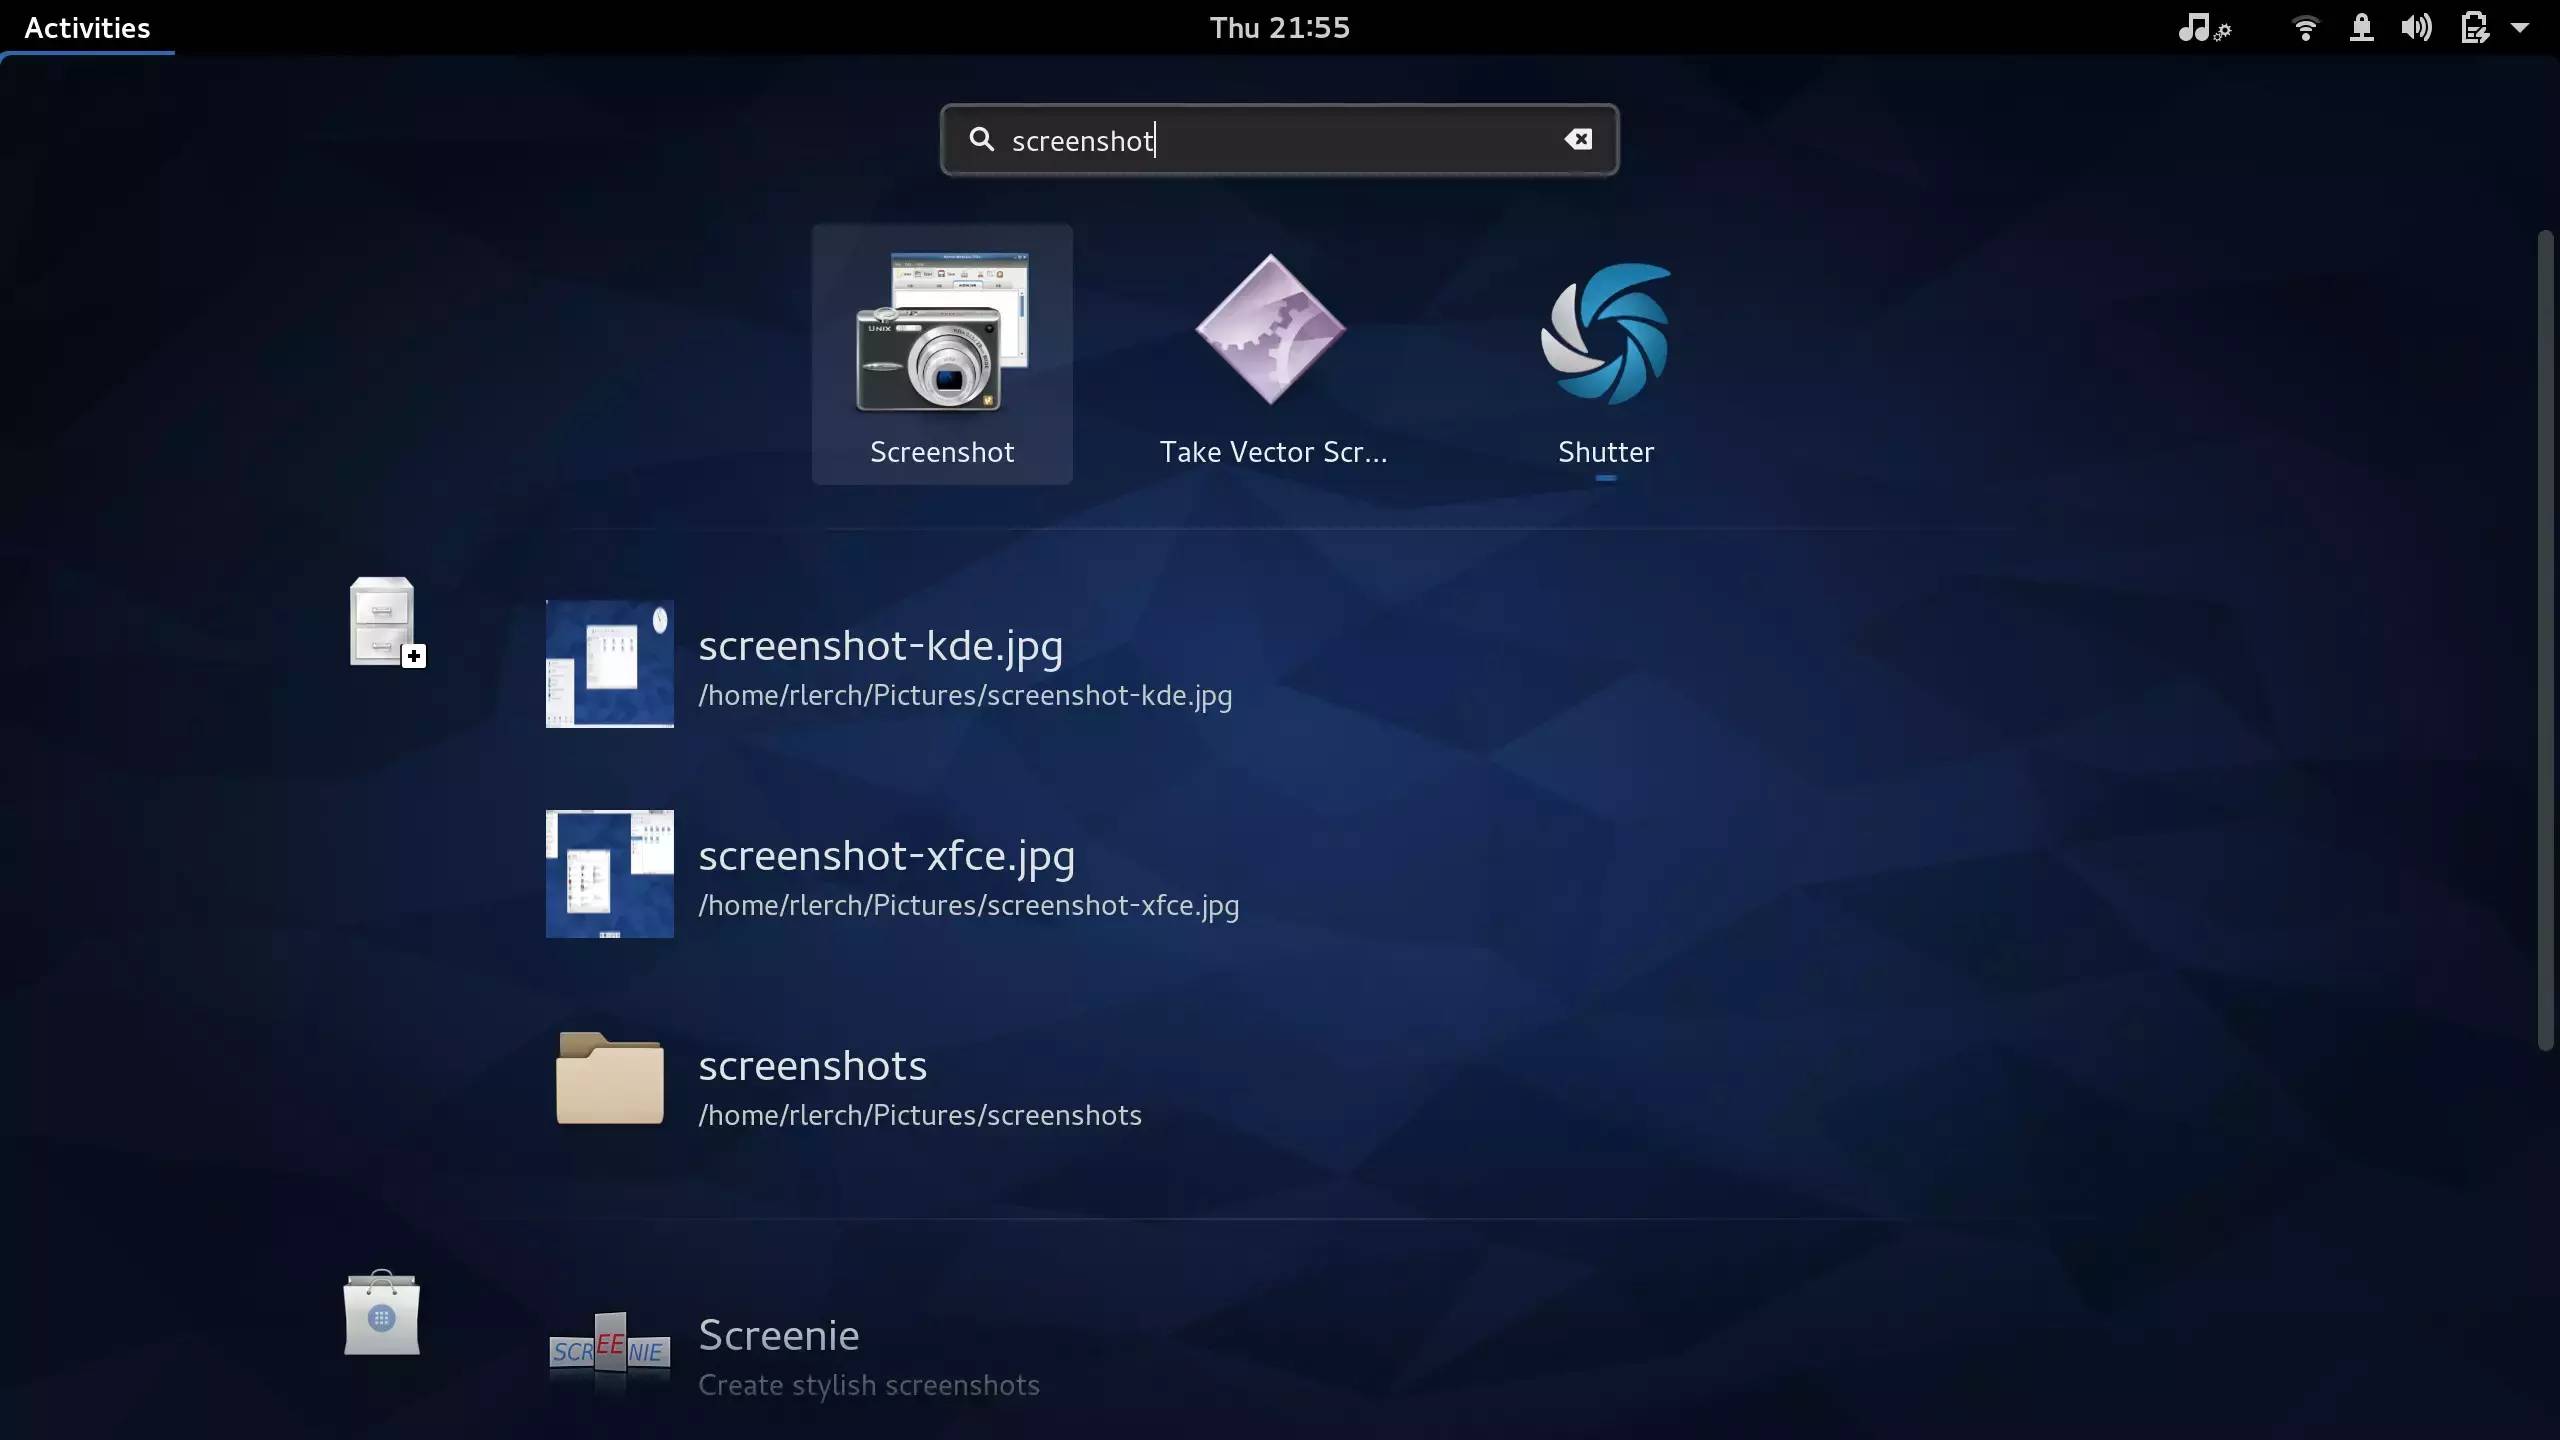 Activities
Thu 21:55
screenshot
UNIX
Screenshot
Take Vector Scr...
Shutter
screenshot-kde.jpg
/home/rlerch/Pictures/screenshot-kde.jpg
screenshot-xfce.jpg
/home/rlerch/Pictures/screenshot-xfce.jpg
screenshots
/home/rlerch/Pictures/screenshots
SCREENIE
Screenie
Create stylish screenshots